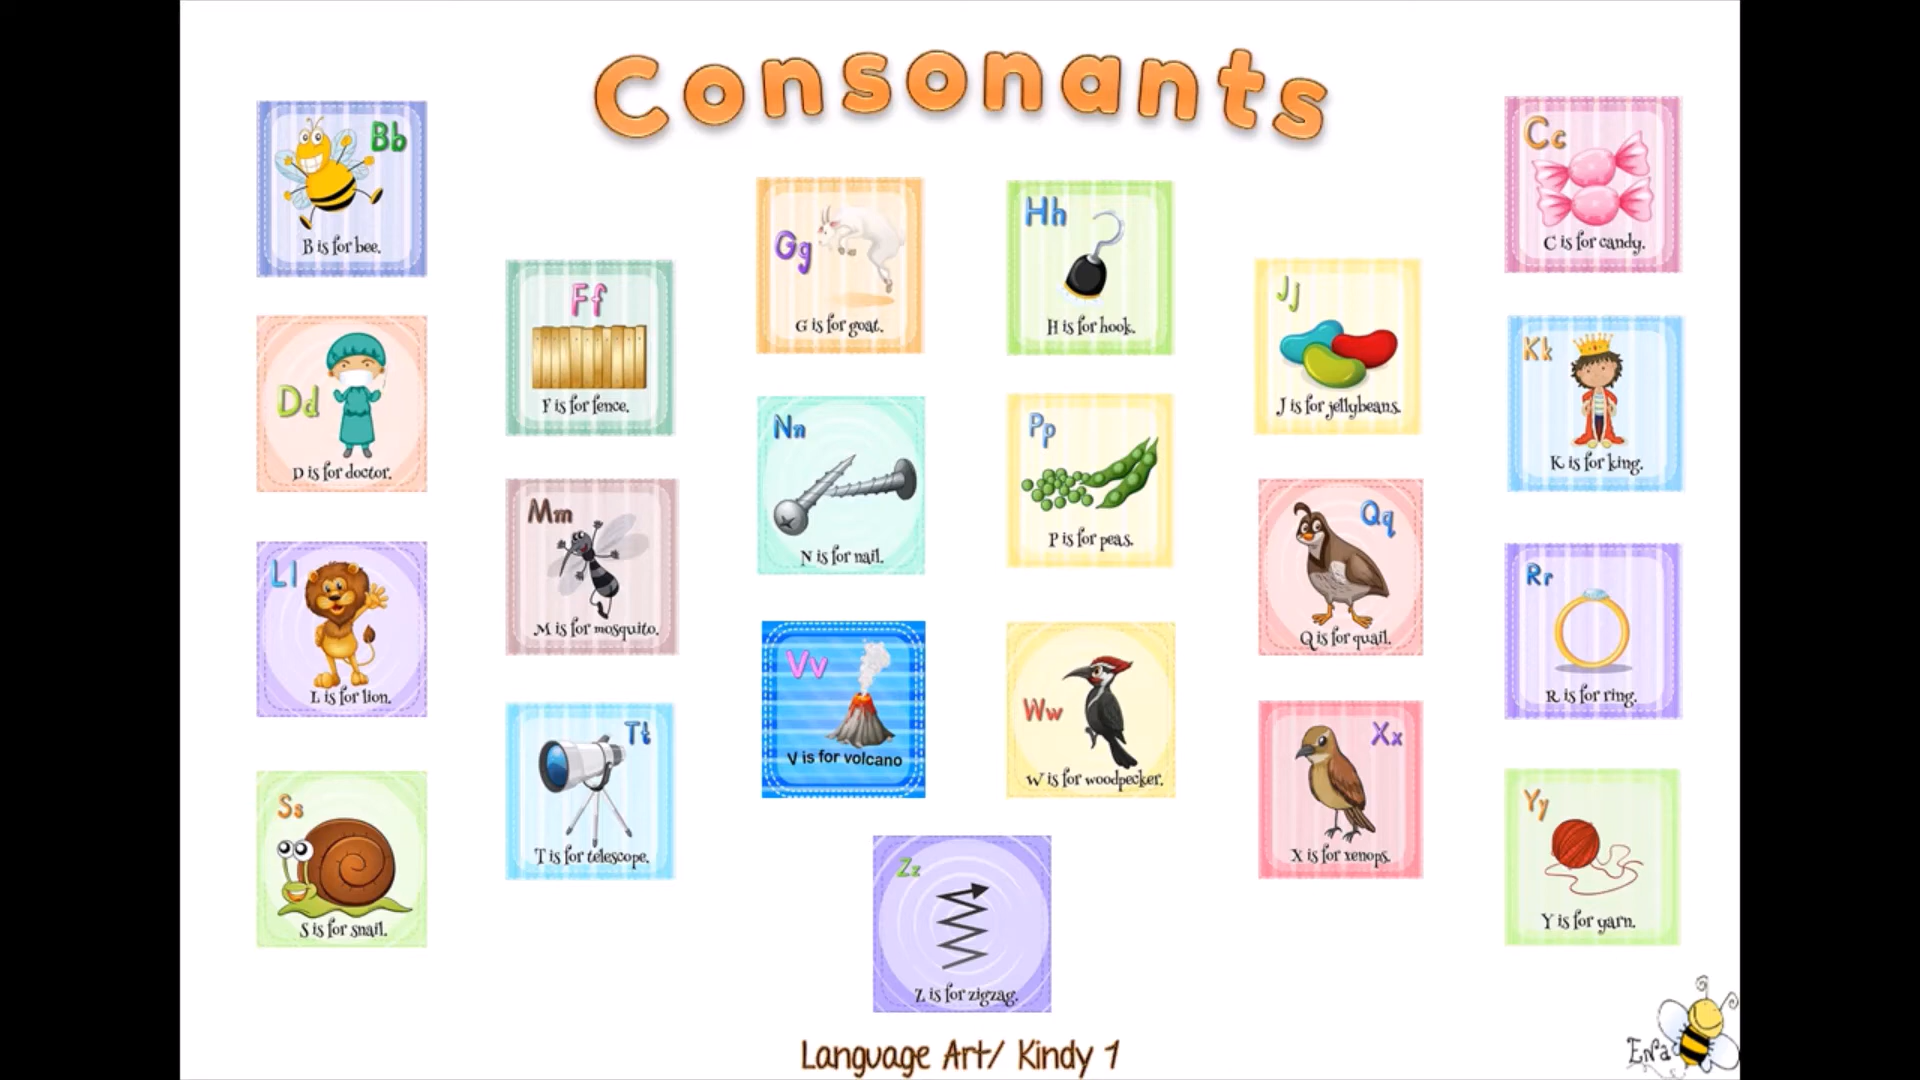 Consonants
Bb
B is for bee.
Cc
C is for candy.
Dd
D is for doctor.
Ff
F is for fence.
Gg
G is for goat.
Hh
H is for hook.
Jj
J is for jellybeans.
Kk
K is for king.
Ll
L is for lion.
Mm
M is for mosquito.
Nn
N is for nail.
Pp
P is for peas.
Qq
Q is for quail.
Rr
R is for ring.
Ss
S is for snail.
Tt
T is for telescope.
Vv
V is for volcano
Ww
W is for woodpecker.
Xx
X is for xenops.
Yy
Y is for yarn.
Zz
Z is for zigzag.
Language Art/ Kindy 1
ENa